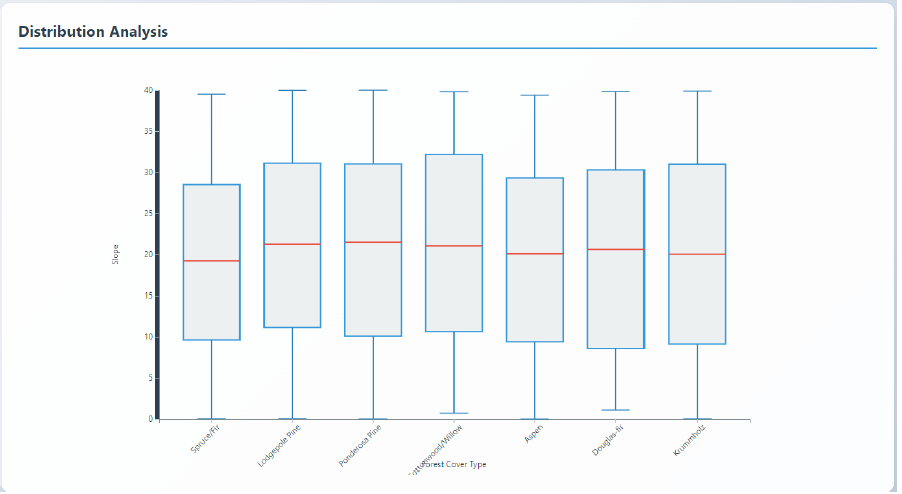 Distribution Analysis
40
35
30
25
20
15
10
5
0
Slope
Spruce/Fir
Lodgepole Pine
Ponderosa Pine
Cottonwood/Willow
Aspen
Douglas-fir
Krummholz
Forest Cover Type